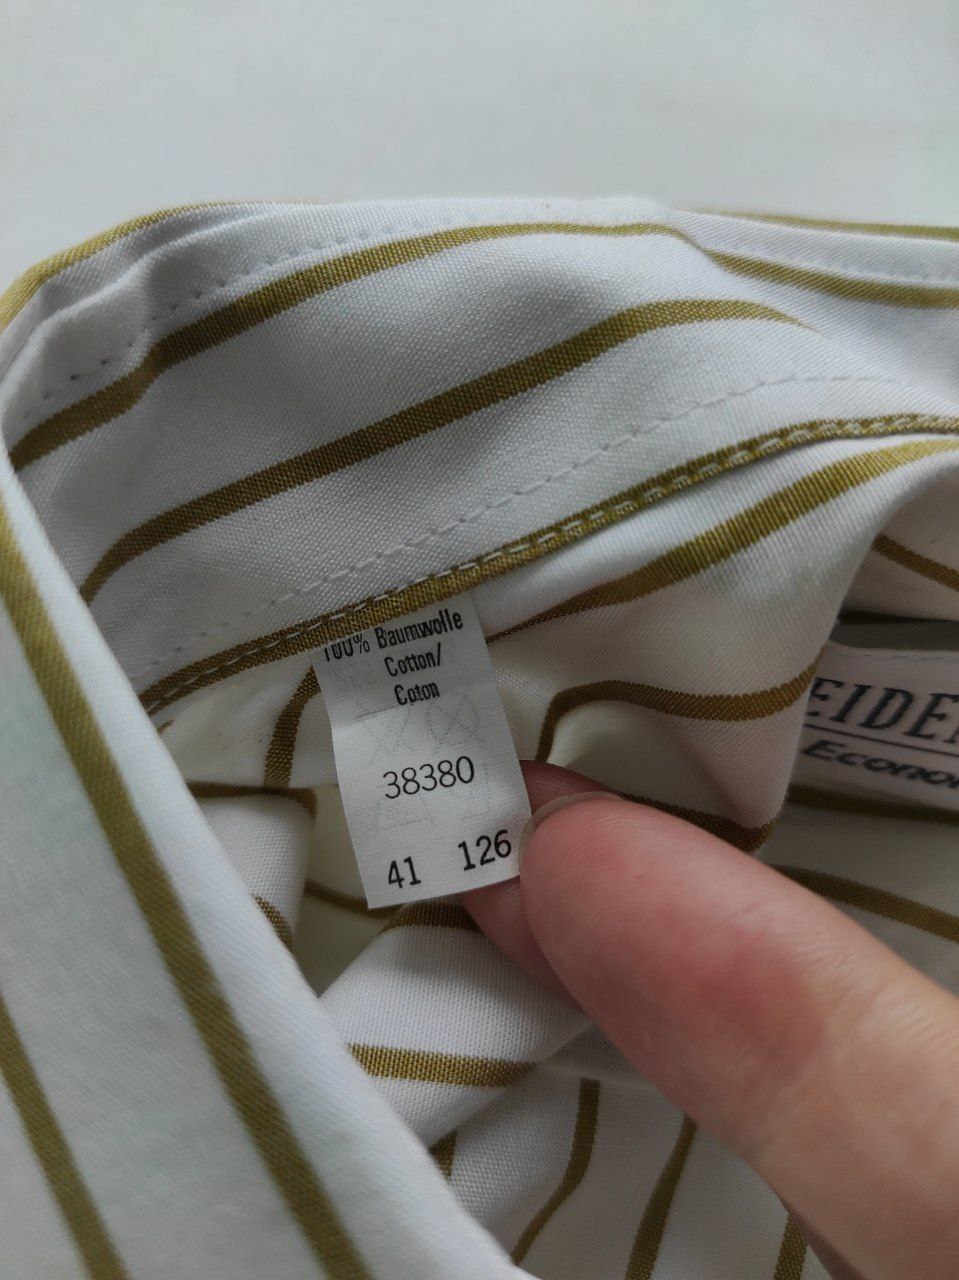 100% Baumwolle
Cotton/
Coton
38380
41 126
EIDE
Econo